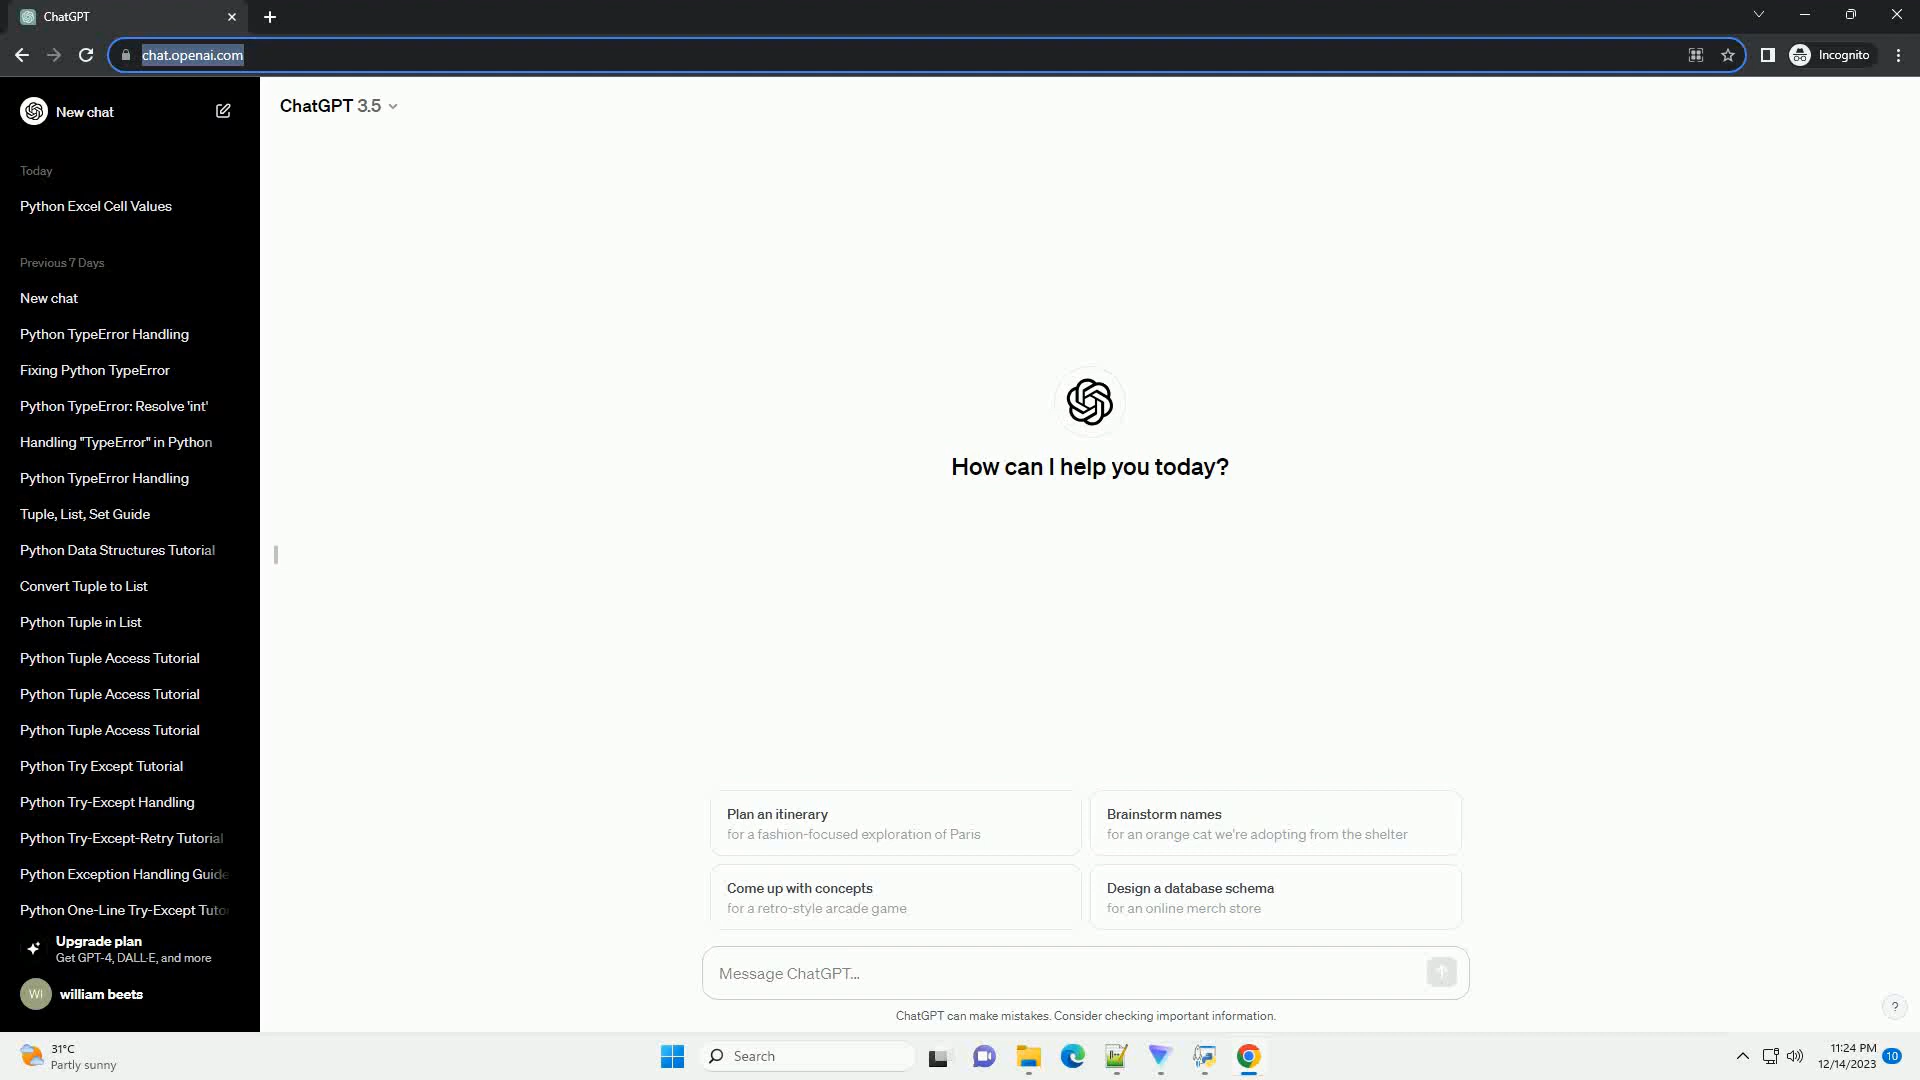 ChatGPT
chat.openai.com
Incognito
New chat
ChatGPT 3.5
Today
Python Excel Cell Values
Previous 7 Days
New chat
Python TypeError Handling
Fixing Python TypeError
Python TypeError: Resolve 'int'
Handling "TypeError" in Python
Python TypeError Handling
Tuple, List, Set Guide
Python Data Structures Tutorial
Convert Tuple to List
Python Tuple in List
Python Tuple Access Tutorial
Python Tuple Access Tutorial
Python Tuple Access Tutorial
Python Try Except Tutorial
Python Try-Except Handling
Python Try-Except-Retry Tutorial
Python Exception Handling Guide
Python One-Line Try-Except Tuto
Upgrade plan
Get GPT-4, DALL·E, and more
WI
william beets
How can I help you today?
Plan an itinerary
for a fashion-focused exploration of Paris
Brainstorm names
for an orange cat we're adopting from the shelter
Come up with concepts
for a retro-style arcade game
Design a database schema
for an online merch store
Message ChatGPT...
ChatGPT can make mistakes. Consider checking important information.
?
31°C
Partly sunny
Search
11:24 PM
12/14/2023
10